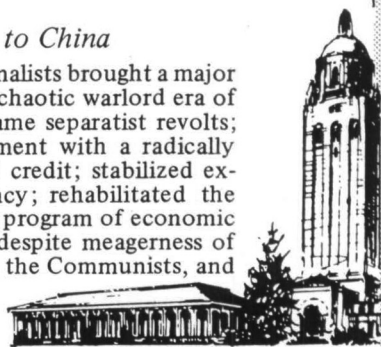 to China
nalists brought a major
chaotic warlord era of
ame separatist revolts;
ment with a radically
credit; stabilized ex-
ncy; rehabilitated the
program of economic
despite meagerness of
the Communists, and